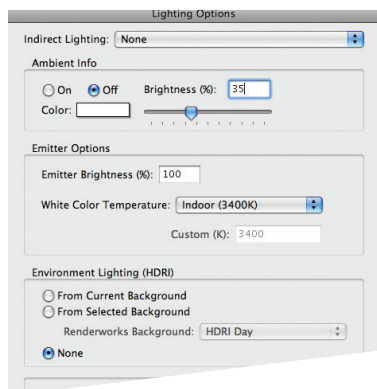 Lighting Options
Indirect Lighting: None
Ambient Info
On Off Brightness (%): 35
Color:
Emitter Options
Emitter Brightness (%): 100
White Color Temperature: Indoor (3400K)
Custom (K): 3400
Environment Lighting (HDRI)
From Current Background
From Selected Background
Renderworks Background: HDRI Day
None